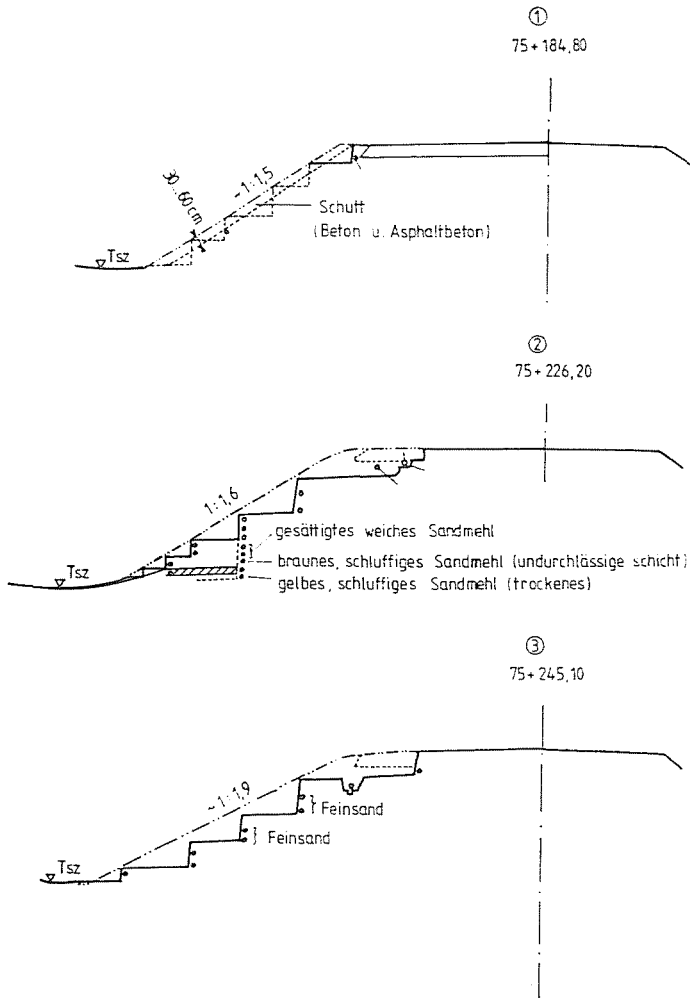 ①
75+184,80
~1:1,5
30..60cm
Schutt
(Beton u. Asphaltbeton)
Tsz
②
75+226,20
1:1,6
gesättigtes weiches Sandmehl
Tsz
braunes, schluffiges Sandmehl (undurchlässige schicht)
gelbes, schluffiges Sandmehl (trockenes)
③
75+245,10
~1:1,9
} Feinsand
} Feinsand
Tsz